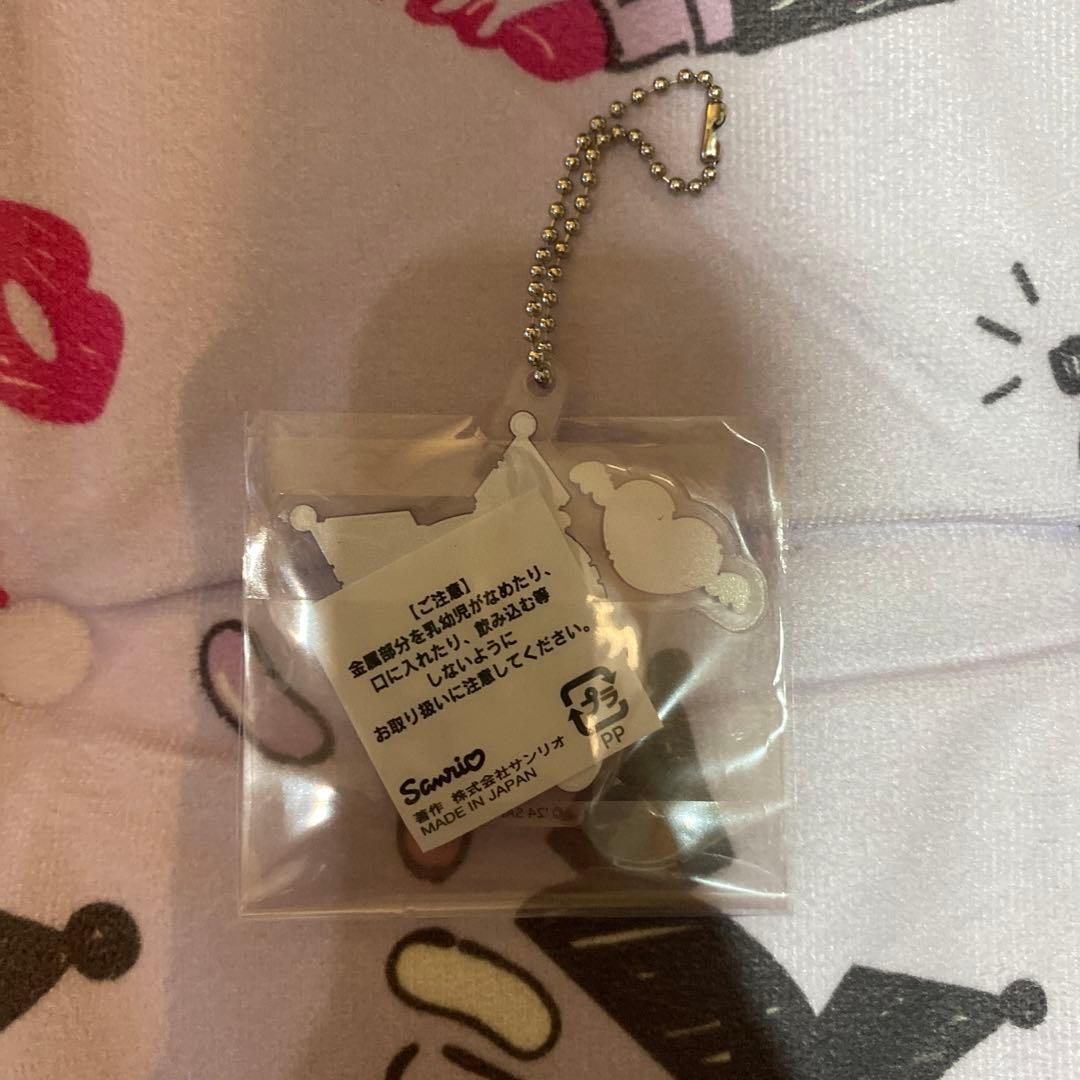 【ご注意】
金属部分を乳幼児がなめたり、
口に入れたり、飲み込む等
しないように
お取り扱いに注意してください。
プラ
PP
Sanrio
著作 株式会社サンリオ
MADE IN JAPAN
© '24 SA